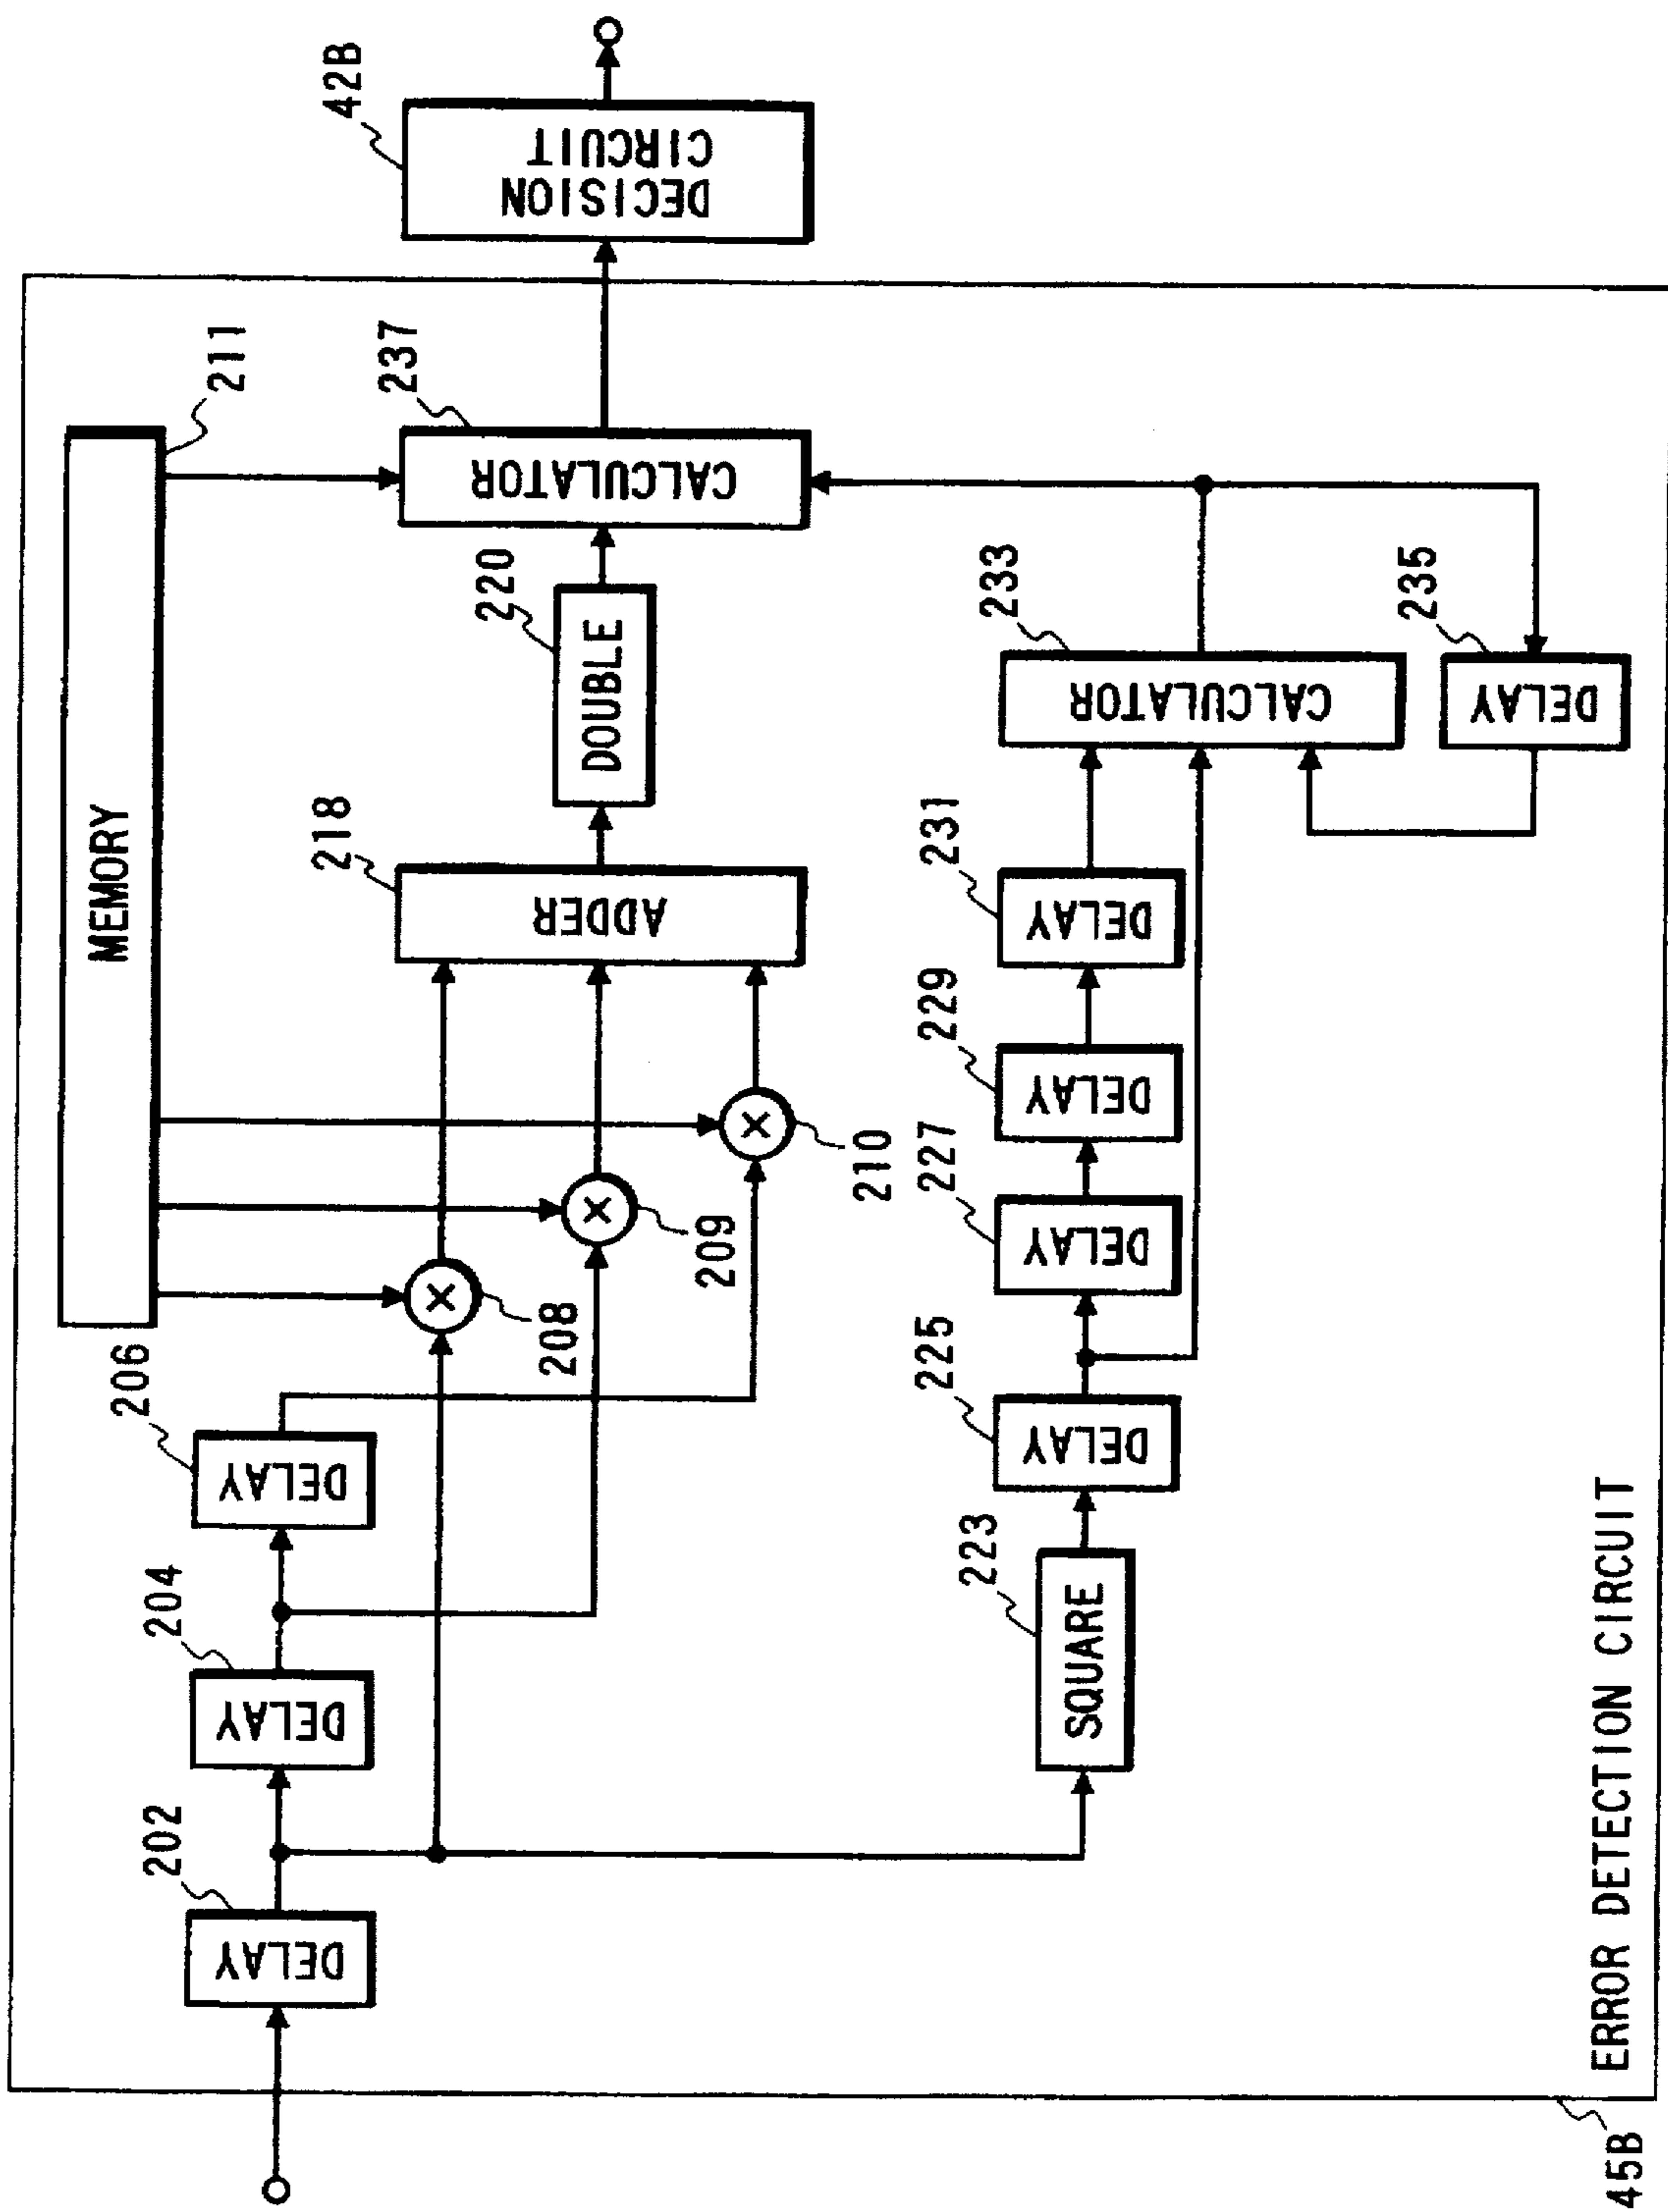 MEMORY
211
42B
DECISION
CIRCUIT
237
CALCULATOR
220
DOUBLE
218
ADDER
206
DELAY
204
DELAY
202
DELAY
208
209
210
233
CALCULATOR
235
DELAY
231
DELAY
229
DELAY
227
DELAY
225
DELAY
223
SQUARE
ERROR DETECTION CIRCUIT
45B